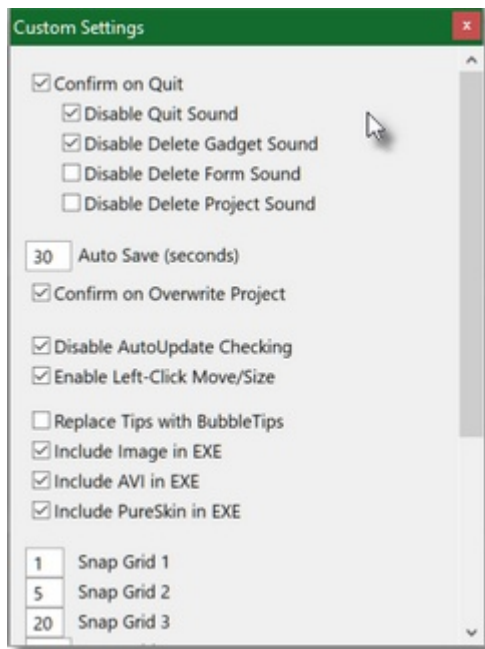 Custom Settings
x
Confirm on Quit
Disable Quit Sound
Disable Delete Gadget Sound
Disable Delete Form Sound
Disable Delete Project Sound
30 Auto Save (seconds)
Confirm on Overwrite Project
Disable AutoUpdate Checking
Enable Left-Click Move/Size
Replace Tips with BubbleTips
Include Image in EXE
Include AVI in EXE
Include PureSkin in EXE
1 Snap Grid 1
5 Snap Grid 2
20 Snap Grid 3